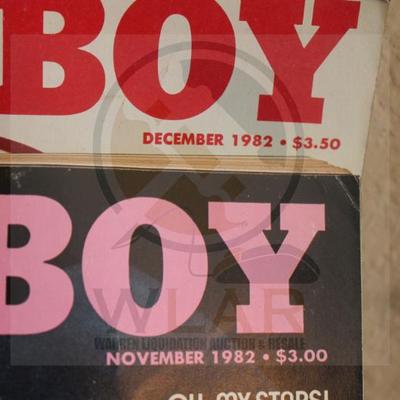 BOY
DECEMBER 1982 • $3.50
BOY
WLAR
WARREN LIQUIDATION AUCTION & RESALE
NOVEMBER 1982 • $3.00
OH, MY STARS!